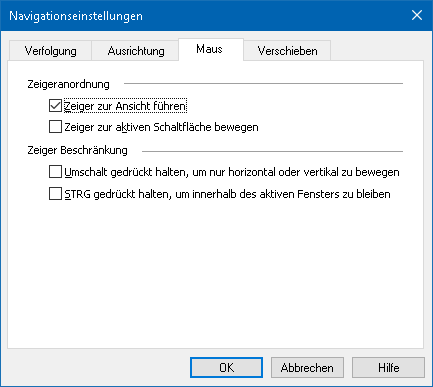 Navigationseinstellungen
Verfolgung Ausrichtung Maus Verschieben
Zeigeranordnung
Zeiger zur Ansicht führen
Zeiger zur aktiven Schaltfläche bewegen
Zeiger Beschränkung
Umschalt gedrückt halten, um nur horizontal oder vertikal zu bewegen
STRG gedrückt halten, um innerhalb des aktiven Fensters zu bleiben
OK Abbrechen Hilfe